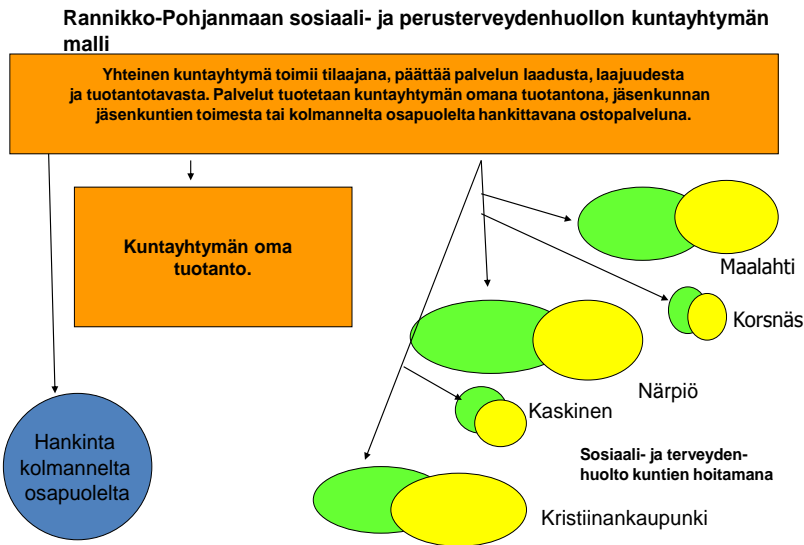 Rannikko-Pohjanmaan sosiaali- ja perusterveydenhuollon kuntayhtymän
malli
Yhteinen kuntayhtymä toimii tilaajana, päättää palvelun laadusta, laajuudesta
ja tuotantotavasta. Palvelut tuotetaan kuntayhtymän omana tuotantona, jäsenkunnan
jäsenkuntien toimesta tai kolmannelta osapuolelta hankittavana ostopalveluna.
Kuntayhtymän oma
tuotanto.
Maalahti
Korsnäs
Närpiö
Kaskinen
Hankinta
kolmannelta
osapuolelta
Sosiaali- ja terveyden-
huolto kuntien hoitamana
Kristiinankaupunki